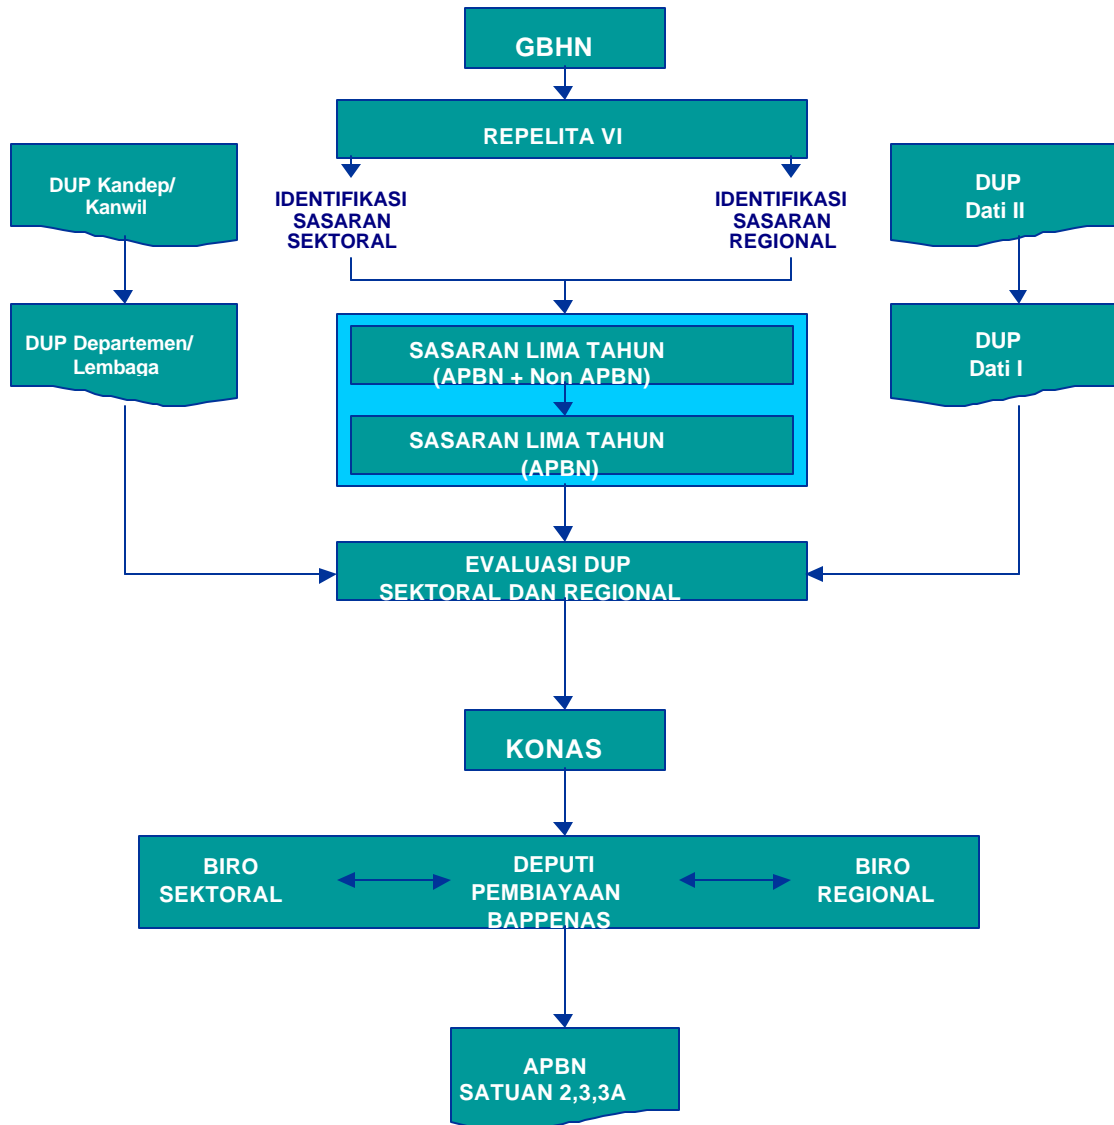 GBHN
REPELITA VI
DUP Kandep/
Kanwil
IDENTIFIKASI
SASARAN
SEKTORAL
IDENTIFIKASI
SASARAN
REGIONAL
DUP
Dati II
DUP Departemen/
Lembaga
SASARAN LIMA TAHUN
(APBN + Non APBN)
SASARAN LIMA TAHUN
(APBN)
DUP
Dati I
EVALUASI DUP
SEKTORAL DAN REGIONAL
KONAS
BIRO
SEKTORAL
DEPUTI
PEMBIAYAAN
BAPPENAS
BIRO
REGIONAL
APBN
SATUAN 2,3,3A